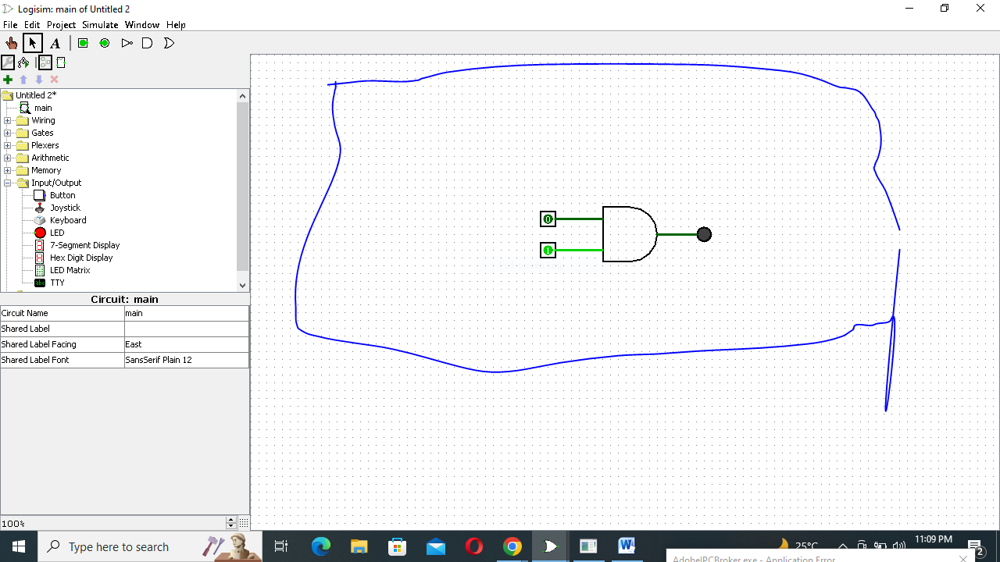 Logisim: main of Untitled 2
File Edit Project Simulate Window Help
A
Untitled 2*
main
Wiring
Gates
Plexers
Arithmetic
Memory
Input/Output
Button
Joystick
Keyboard
LED
7-Segment Display
Hex Digit Display
LED Matrix
TTY
Circuit: main
Circuit Name main
Shared Label
Shared Label Facing East
Shared Label Font SansSerif Plain 12
100%
0
1
Type here to search
25°C
11:09 PM
2
AdobeIPCBroker.exe - Application Error